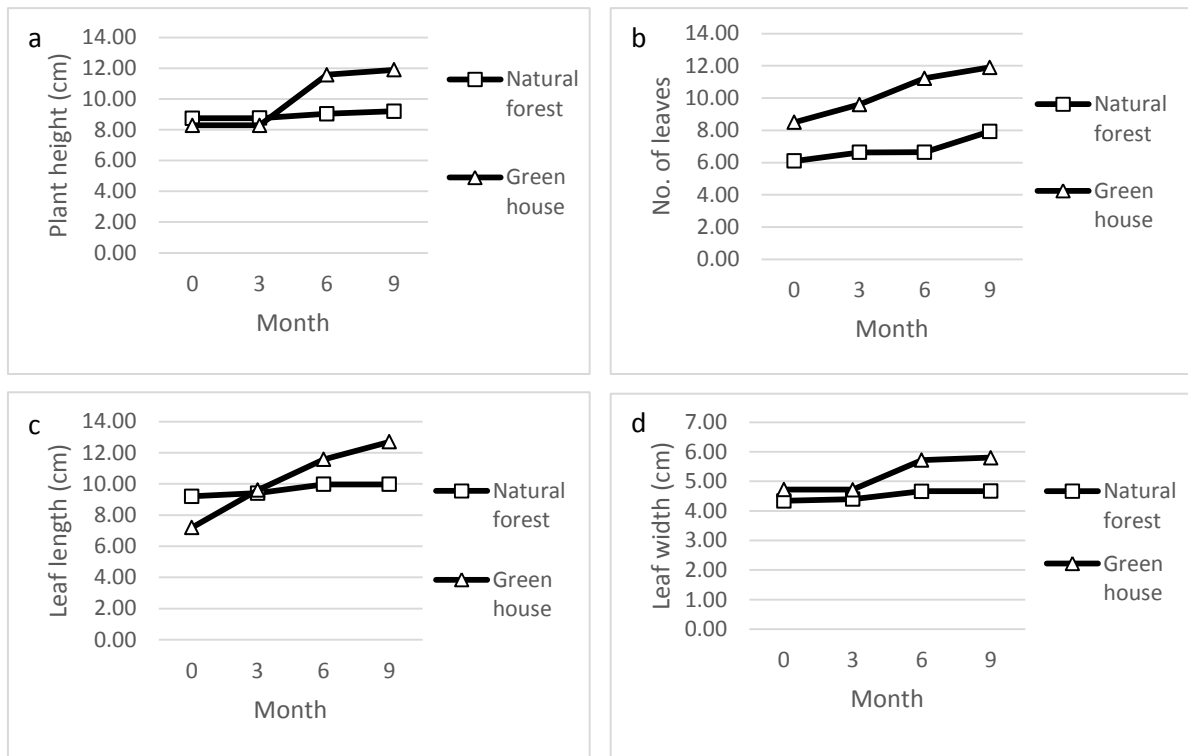 a
14.00
12.00
10.00
8.00
6.00
4.00
2.00
0.00
Plant height (cm)
0 3 6 9
Month
Natural
forest
Green
house
b
14.00
12.00
10.00
8.00
6.00
4.00
2.00
0.00
No. of leaves
0 3 6 9
Month
Natural
forest
Green
house
c
14.00
12.00
10.00
8.00
6.00
4.00
2.00
0.00
Leaf length (cm)
0 3 6 9
Month
Natural
forest
Green
house
d
7.00
6.00
5.00
4.00
3.00
2.00
1.00
0.00
Leaf width (cm)
0 3 6 9
Month
Natural
forest
Green
house